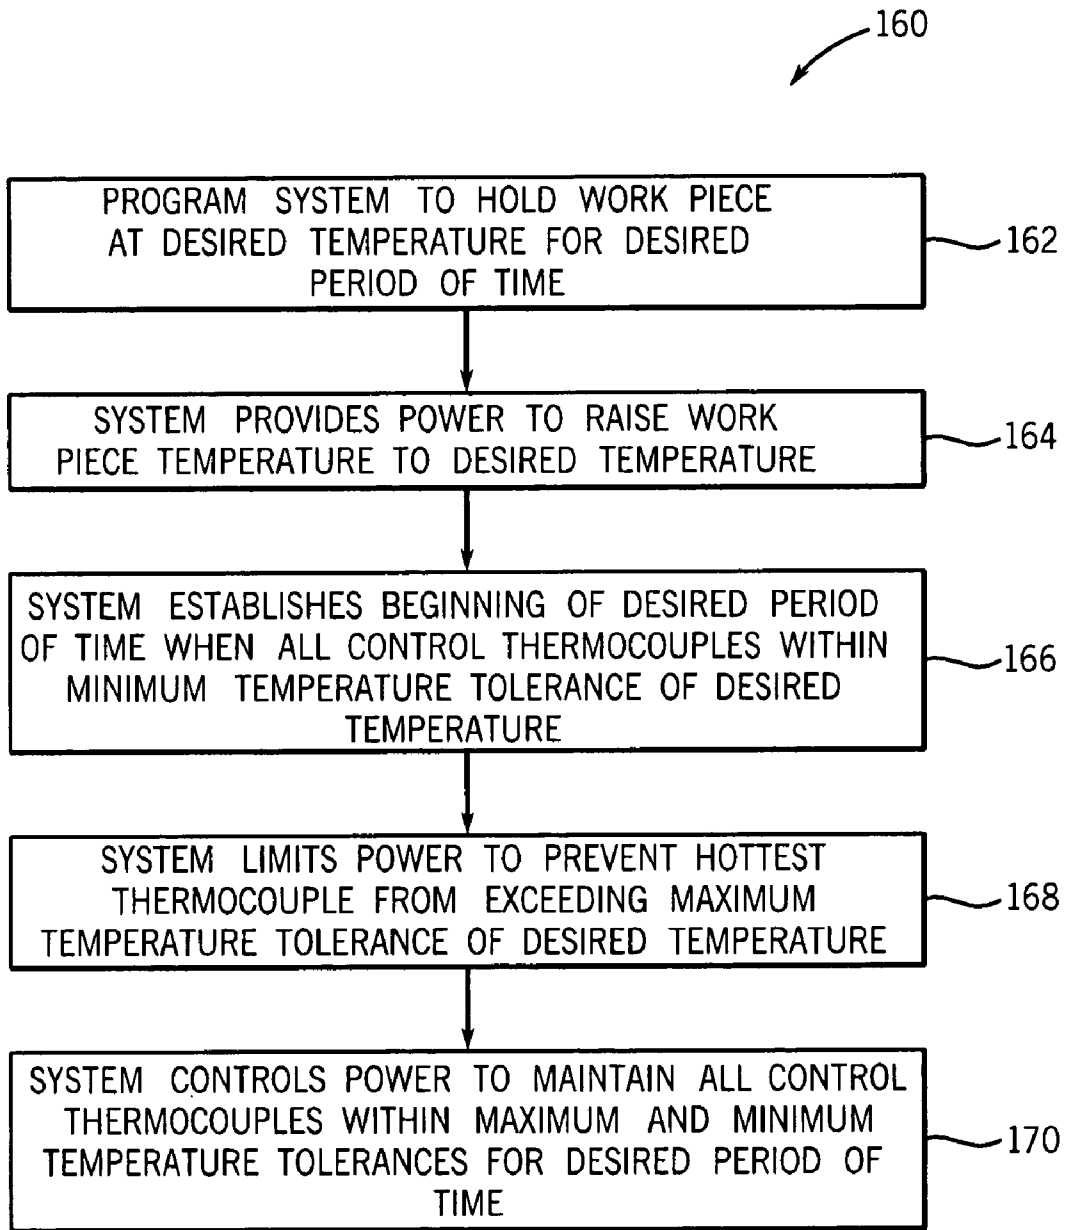 160
PROGRAM SYSTEM TO HOLD WORK PIECE
AT DESIRED TEMPERATURE FOR DESIRED
PERIOD OF TIME
162
SYSTEM PROVIDES POWER TO RAISE WORK
PIECE TEMPERATURE TO DESIRED TEMPERATURE
164
SYSTEM ESTABLISHES BEGINNING OF DESIRED PERIOD
OF TIME WHEN ALL CONTROL THERMOCOUPLES WITHIN
MINIMUM TEMPERATURE TOLERANCE OF DESIRED
TEMPERATURE
166
SYSTEM LIMITS POWER TO PREVENT HOTTEST
THERMOCOUPLE FROM EXCEEDING MAXIMUM
TEMPERATURE TOLERANCE OF DESIRED TEMPERATURE
168
SYSTEM CONTROLS POWER TO MAINTAIN ALL CONTROL
THERMOCOUPLES WITHIN MAXIMUM AND MINIMUM
TEMPERATURE TOLERANCES FOR DESIRED PERIOD OF
TIME
170